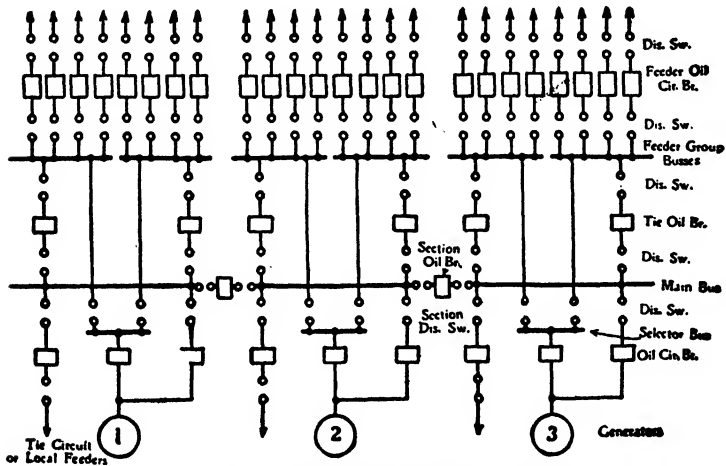 Dis. Sw.
Feeder Oil
Cir. Br.
Dis. Sw.
Feeder Group
Busses
Dis. Sw.
Tie Oil Br.
Section
Oil Br.
Dis. Sw.
Main Bus
Dis. Sw.
Section
Dis. Sw.
Selector Bus
Oil Cir. Br.
1
2
3
Generators
Tie Circuit
or Local Feeders